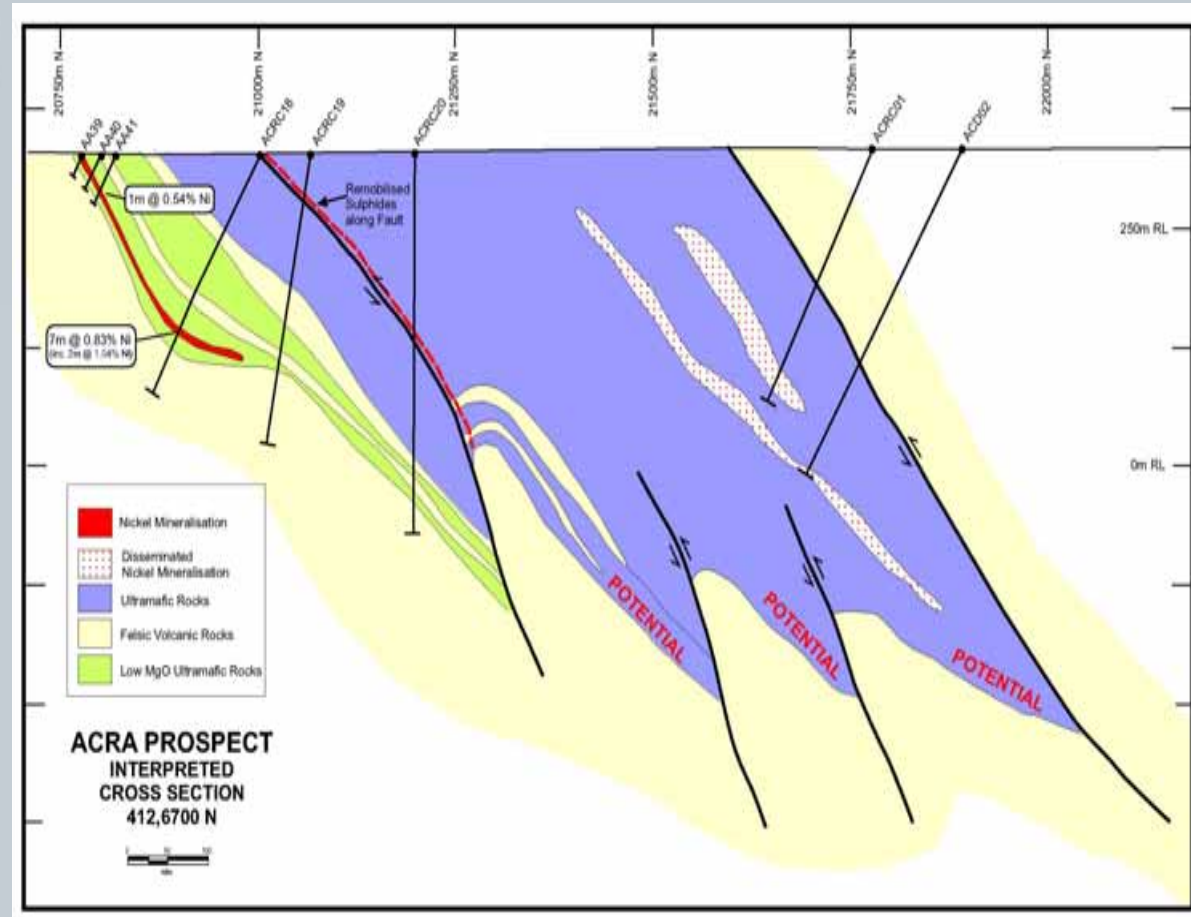 20750m N
21000m N
21250m N
21500m N
21750m N
22000m N
AA39
AA40
AA41
ACRC18
ACRC19
ACRC20
ACRC01
ACD02
1m @ 0.54% Ni
Remobilised
Sulphides
along Fault
250m RL
7m @ 0.83% Ni
0m RL
Nickel Mineralisation
Disseminated
Nickel Mineralisation
Ultramafic Rocks
Felsic Volcanic Rocks
Low MgO Ultramafic Rocks
POTENTIAL
POTENTIAL
POTENTIAL
ACRA PROSPECT
INTERPRETED
CROSS SECTION
412,6700 N